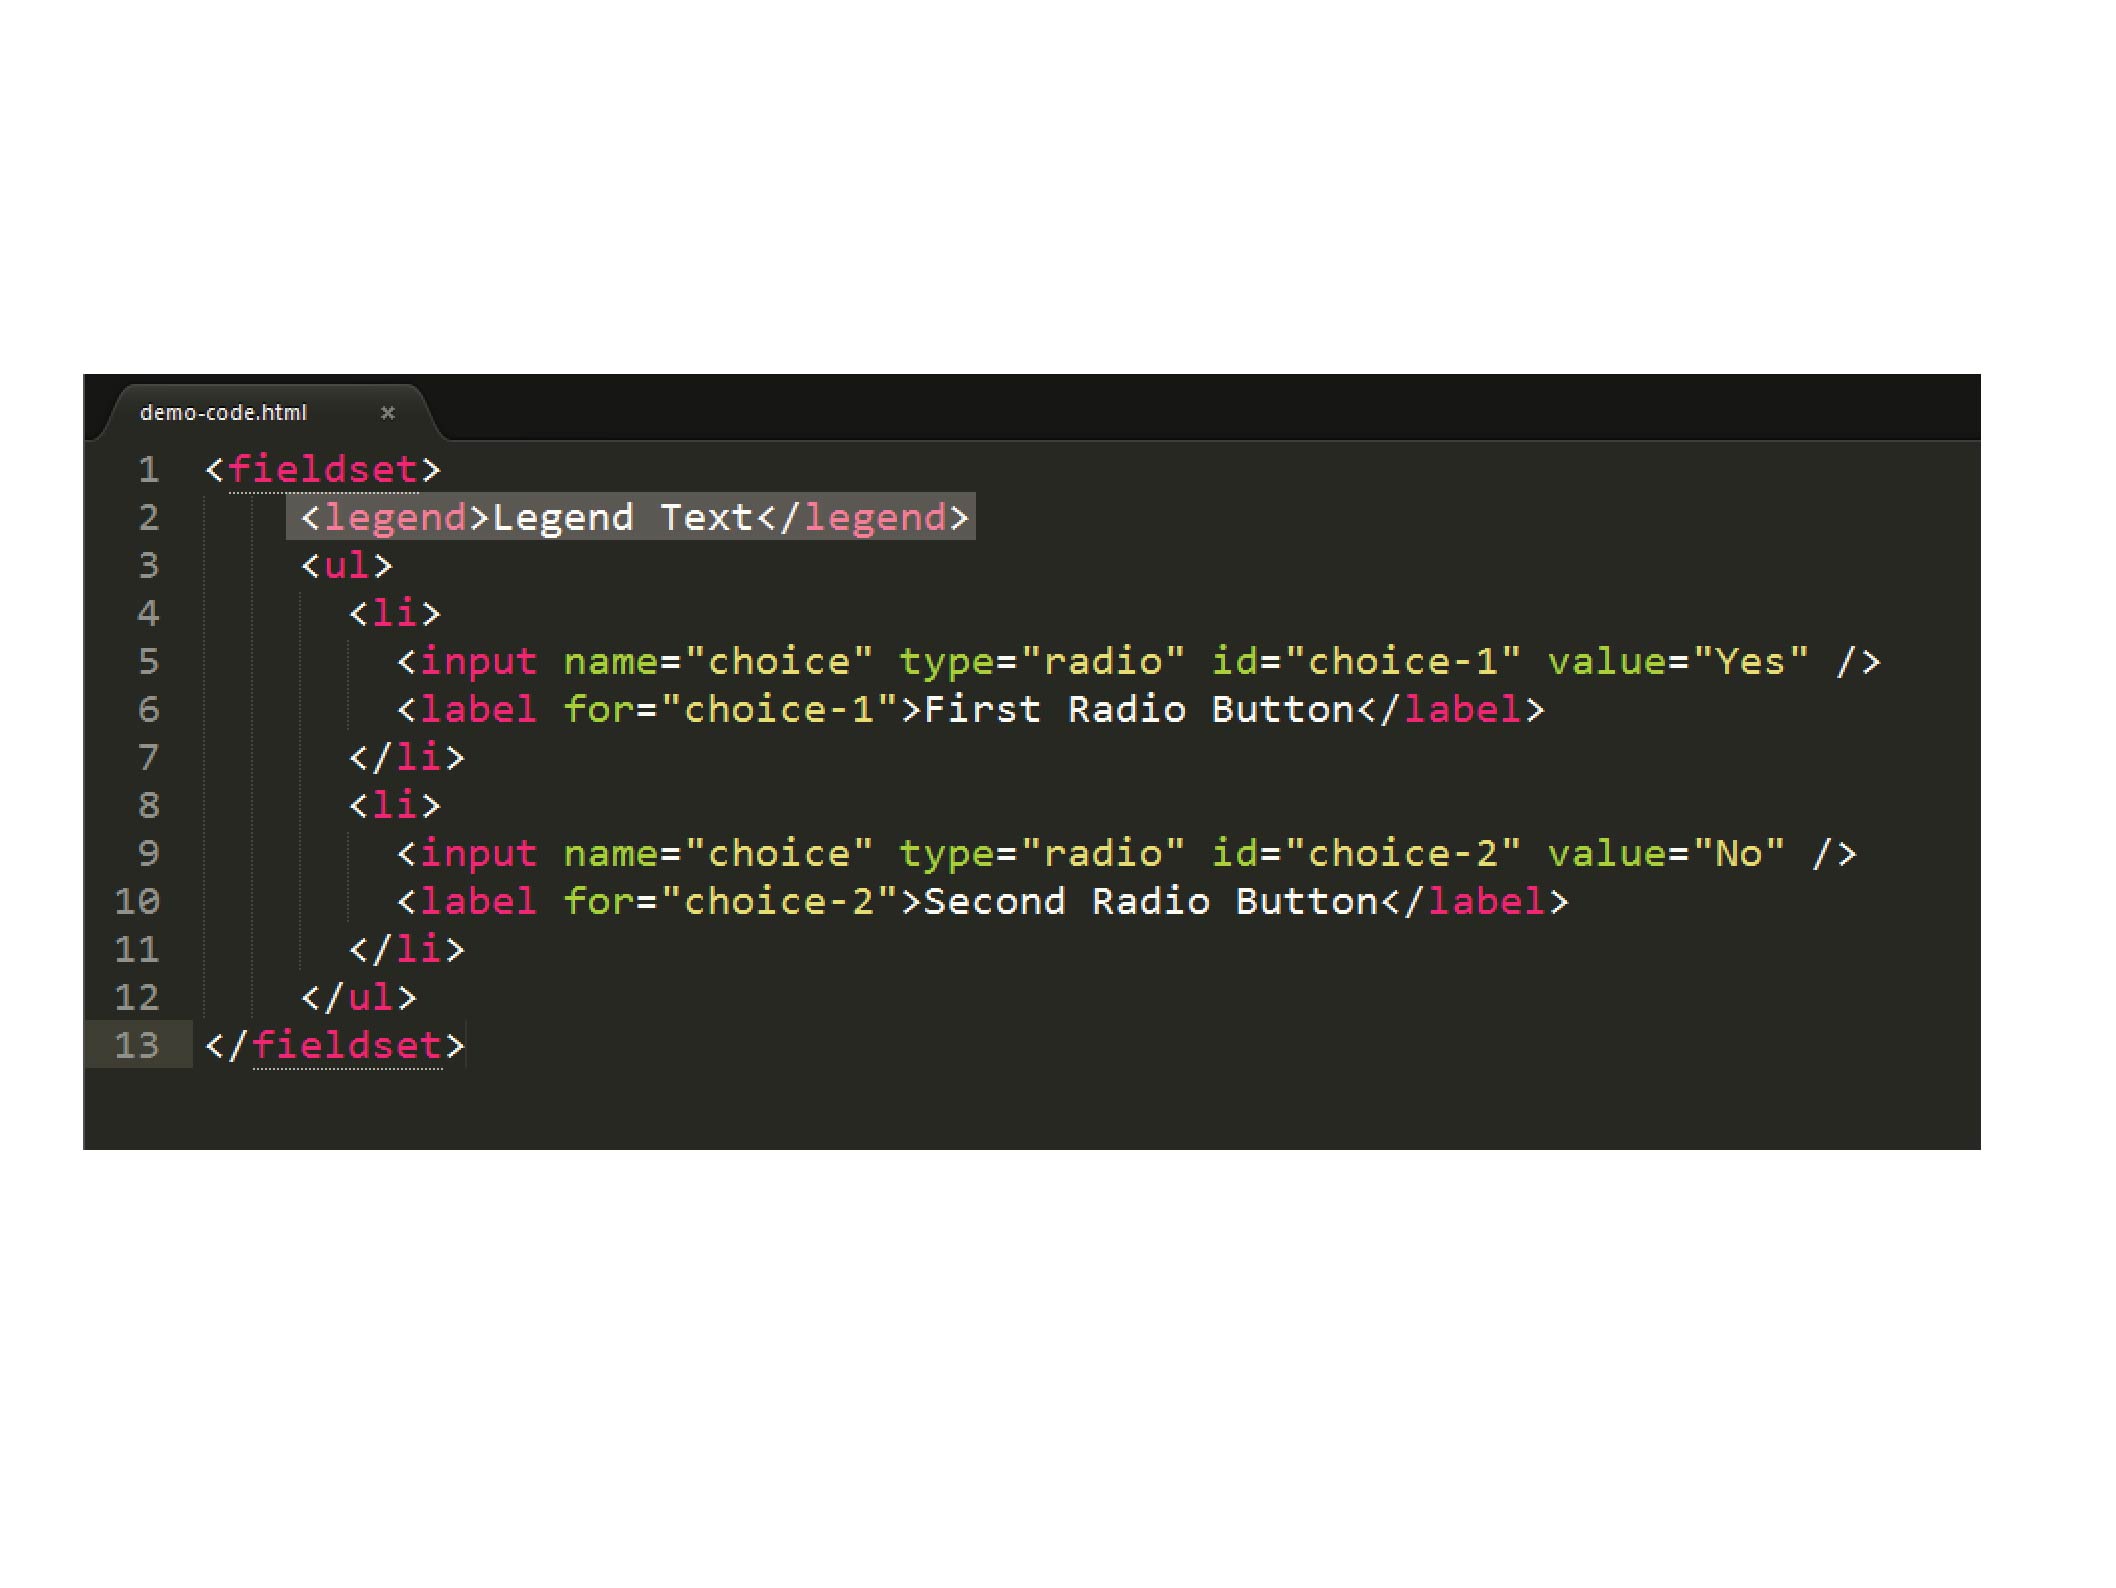 demo-code.html ×
1 <fieldset>
2 <legend>Legend Text</legend>
3 <ul>
4 <li>
5 <input name="choice" type="radio" id="choice-1" value="Yes" />
6 <label for="choice-1">First Radio Button</label>
7 </li>
8 <li>
9 <input name="choice" type="radio" id="choice-2" value="No" />
10 <label for="choice-2">Second Radio Button</label>
11 </li>
12 </ul>
13 </fieldset>